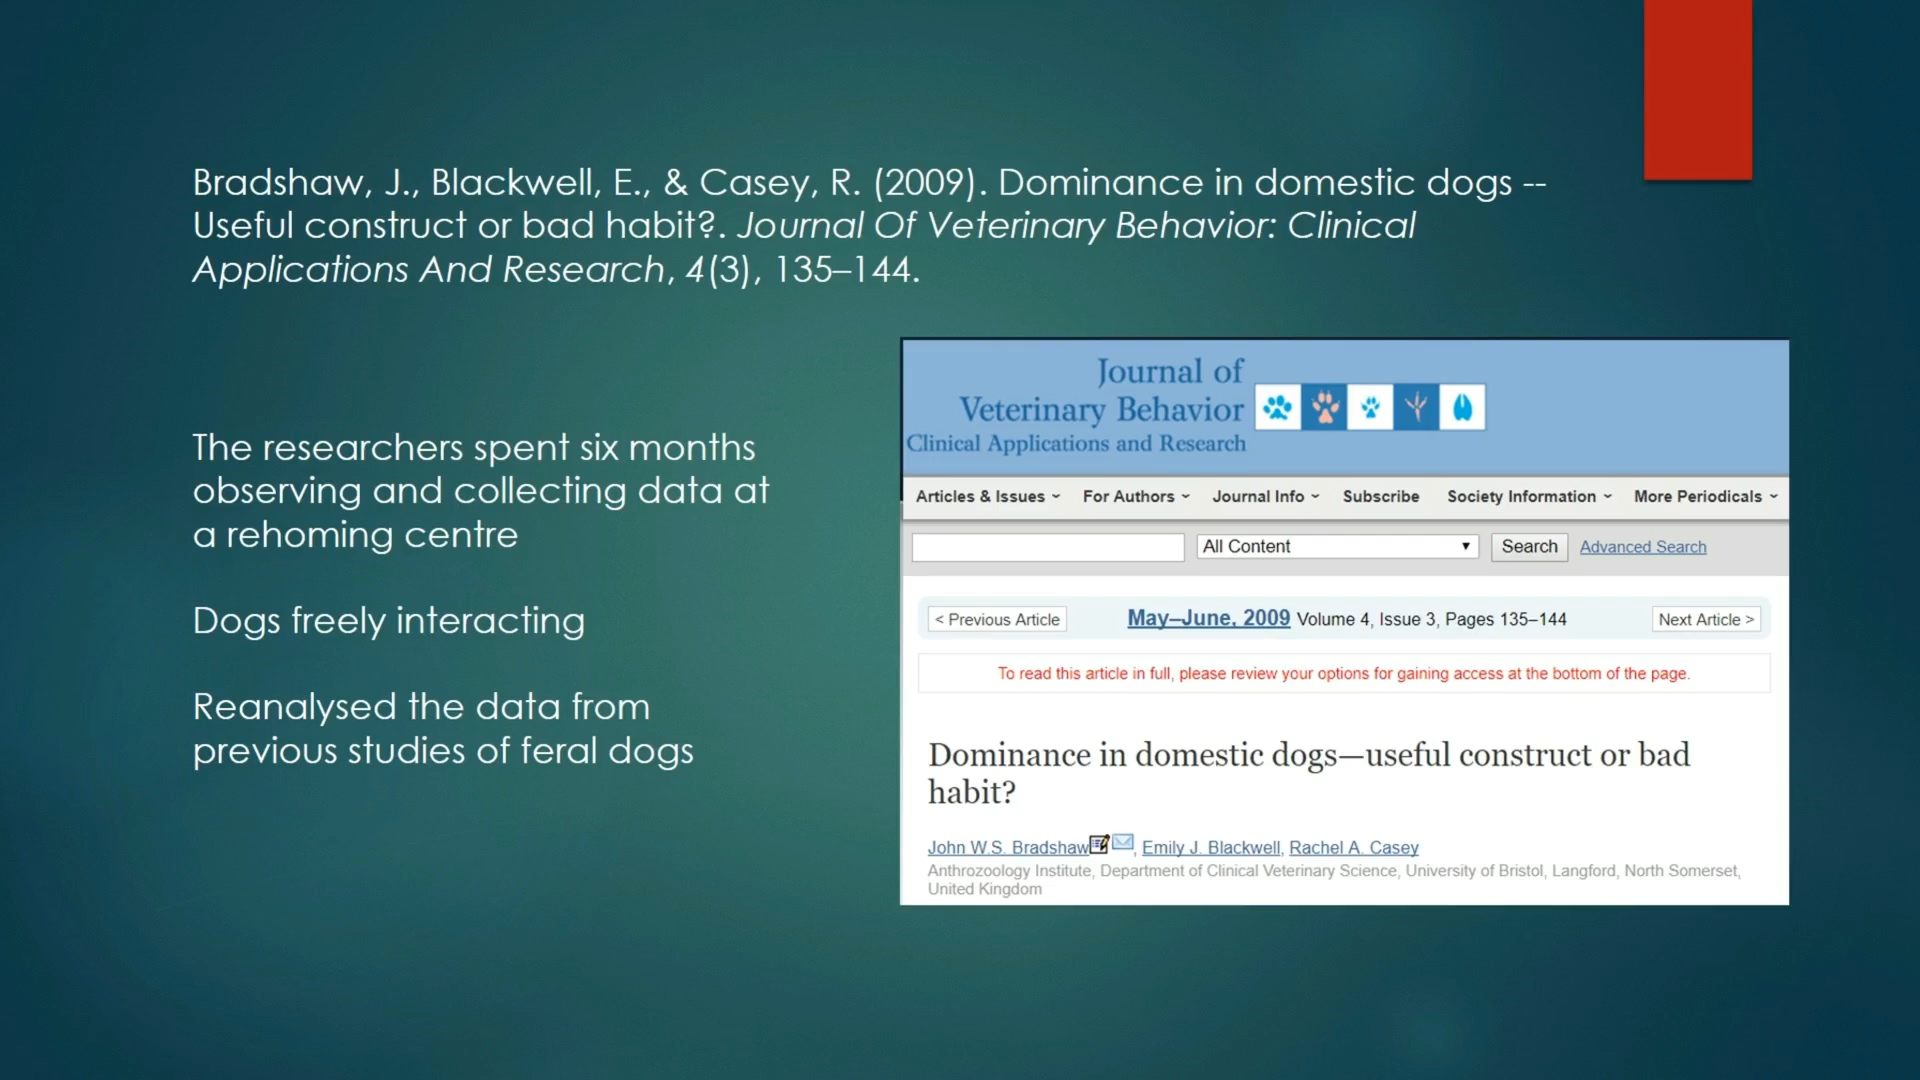 Bradshaw, J., Blackwell, E., & Casey, R. (2009). Dominance in domestic dogs --
Useful construct or bad habit?. Journal Of Veterinary Behavior: Clinical
Applications And Research, 4(3), 135–144.
The researchers spent six months
observing and collecting data at
a rehoming centre
Dogs freely interacting
Reanalysed the data from
previous studies of feral dogs
Journal of
Veterinary Behavior
Clinical Applications and Research
Articles & Issues For Authors Journal Info Subscribe Society Information More Periodicals
All Content Search Advanced Search
< Previous Article May–June, 2009 Volume 4, Issue 3, Pages 135–144 Next Article >
To read this article in full, please review your options for gaining access at the bottom of the page.
Dominance in domestic dogs—useful construct or bad
habit?
John W.S. Bradshaw, Emily J. Blackwell, Rachel A. Casey
Anthrozoology Institute, Department of Clinical Veterinary Science, University of Bristol, Langford, North Somerset,
United Kingdom